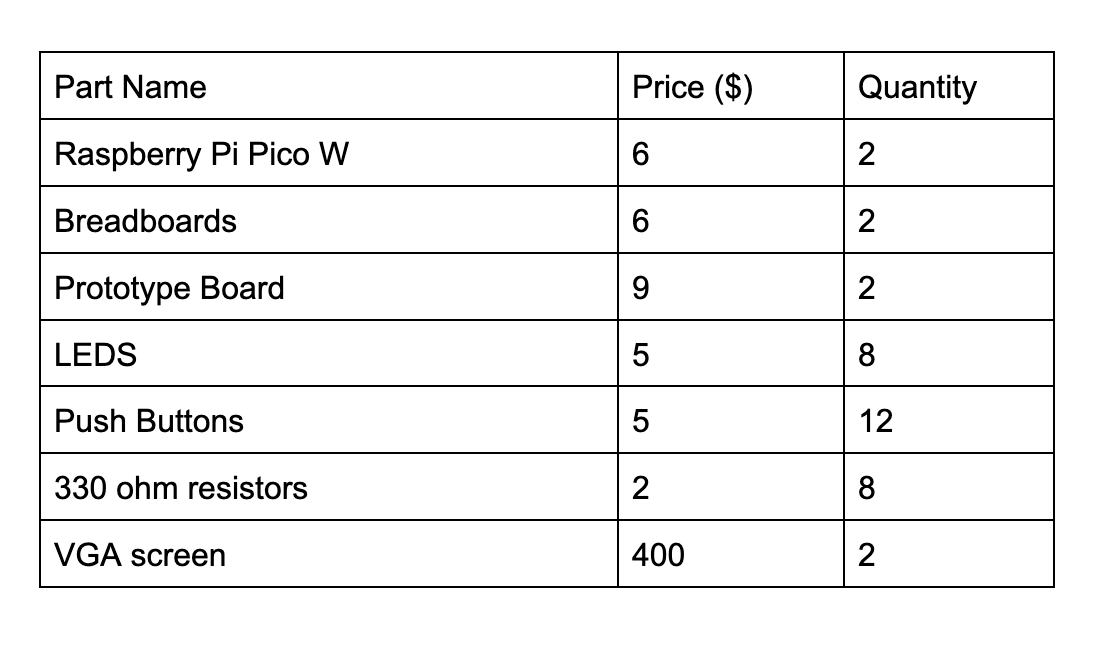 Part Name Price ($) Quantity
Raspberry Pi Pico W 6 2
Breadboards 6 2
Prototype Board 9 2
LEDS 5 8
Push Buttons 5 12
330 ohm resistors 2 8
VGA screen 400 2